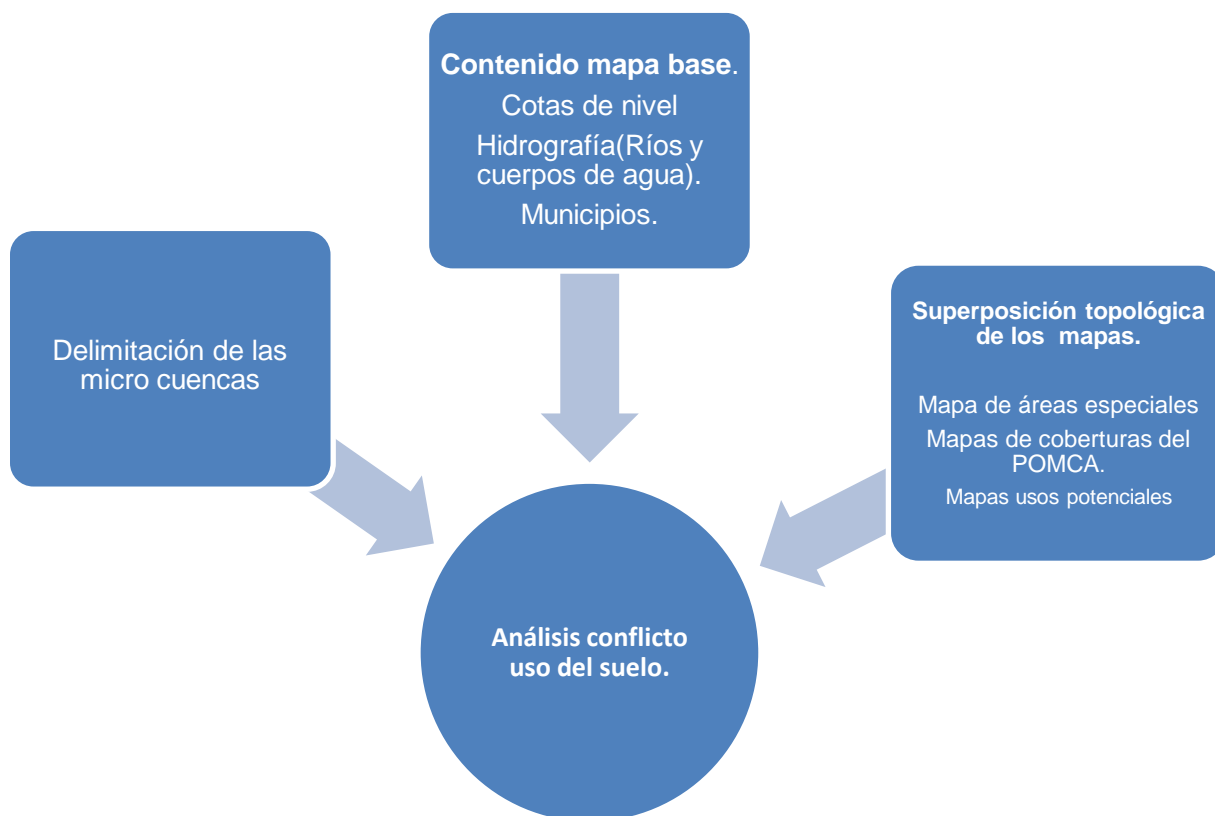 Contenido mapa base.
Cotas de nivel
Hidrografía(Ríos y
cuerpos de agua).
Municipios.
Delimitación de las
micro cuencas
Superposición topológica
de los mapas.
Mapa de áreas especiales
Mapas de coberturas del
POMCA.
Mapas usos potenciales
Análisis conflicto
uso del suelo.